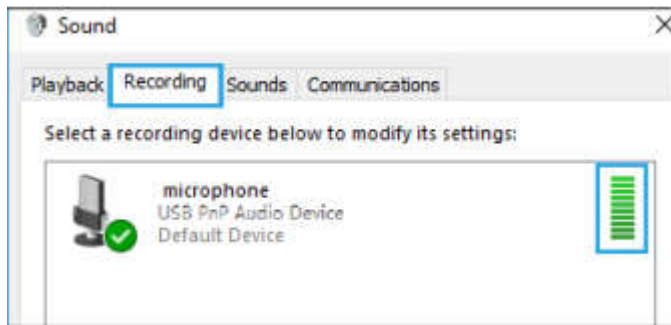 Sound
Playback Recording Sounds Communications
Select a recording device below to modify its settings:
microphone
USB PnP Audio Device
Default Device